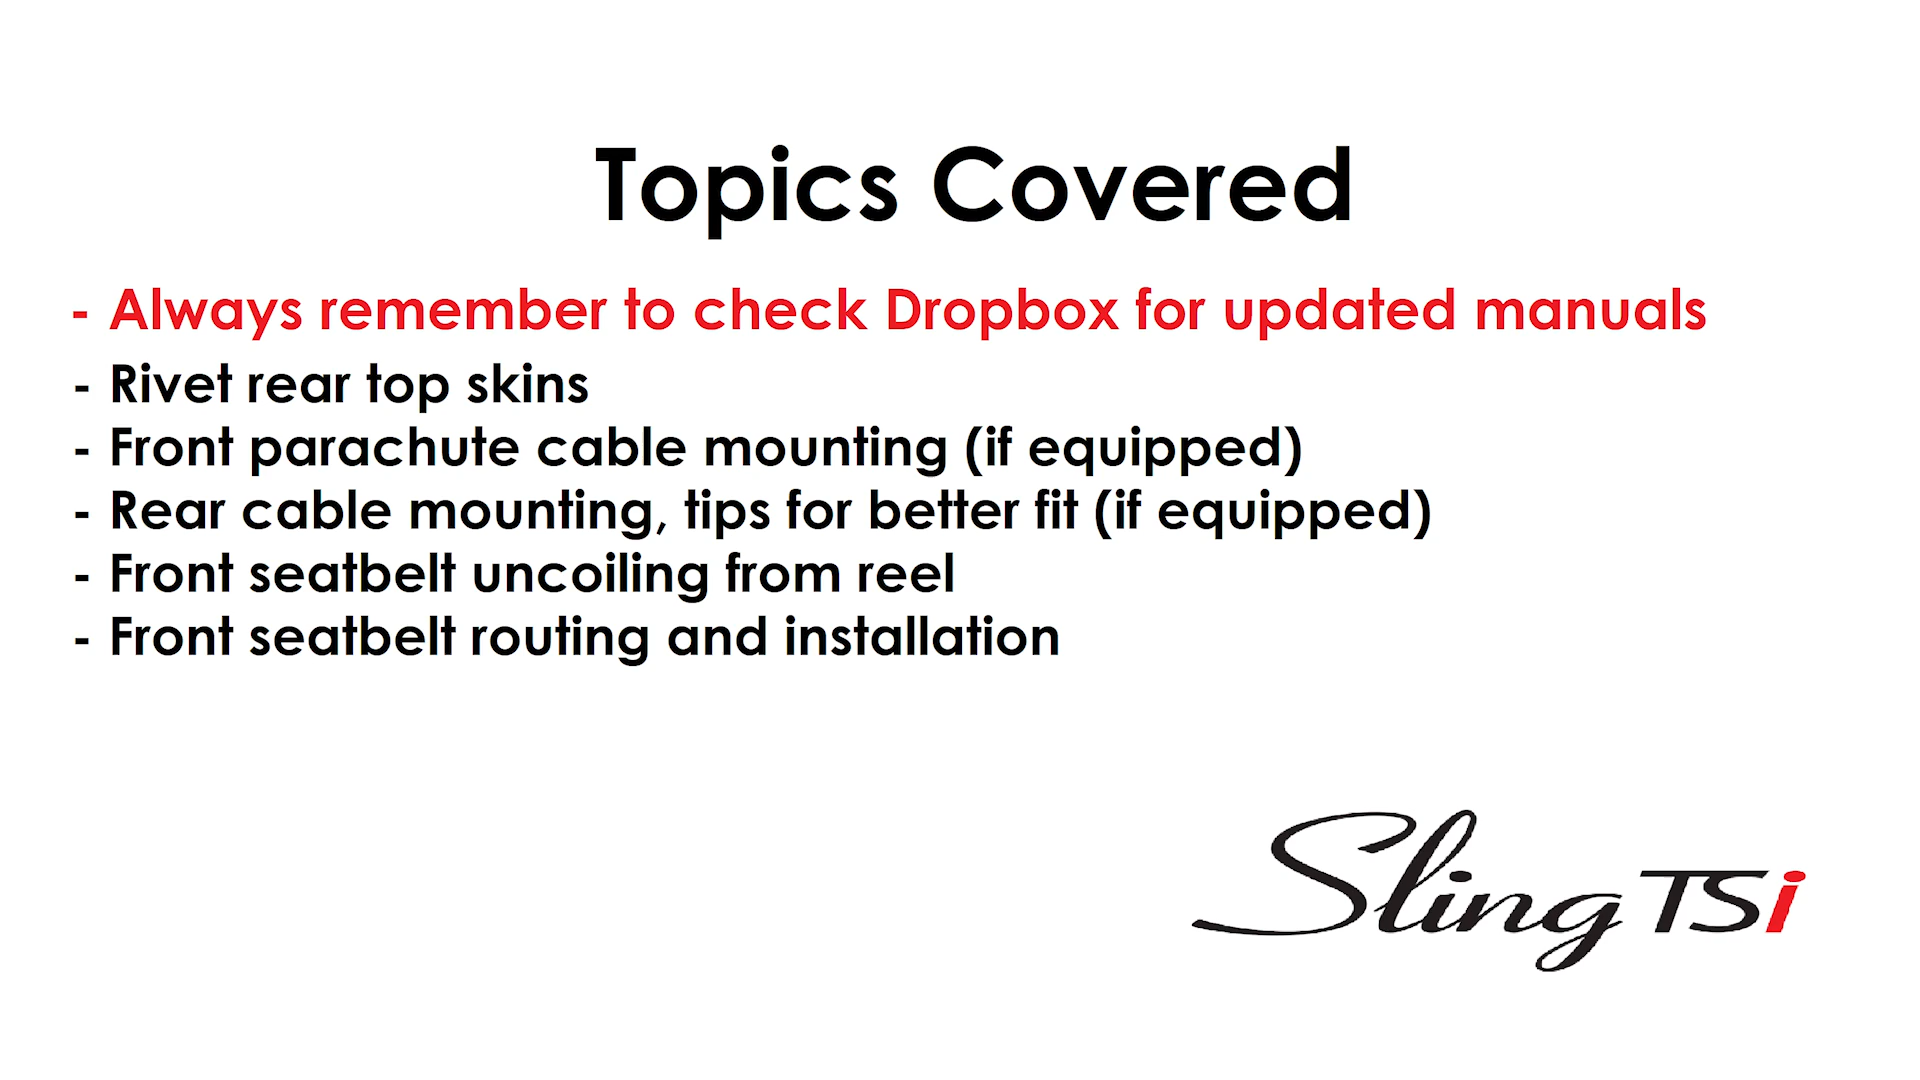 Topics Covered
- Always remember to check Dropbox for updated manuals
- Rivet rear top skins
- Front parachute cable mounting (if equipped)
- Rear cable mounting, tips for better fit (if equipped)
- Front seatbelt uncoiling from reel
- Front seatbelt routing and installation
Sling TSi